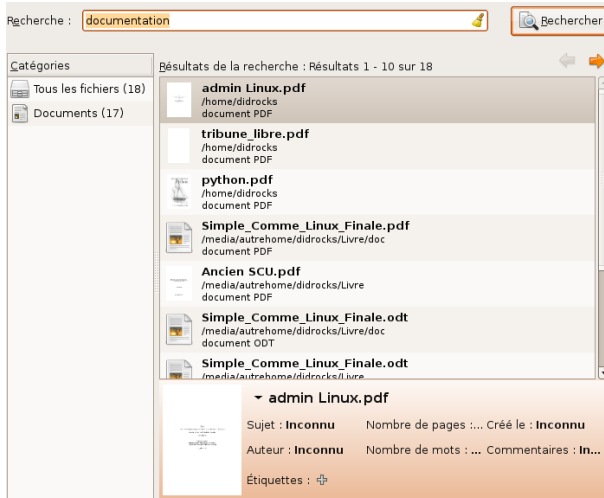 Recherche : documentation Rechercher
Catégories
Tous les fichiers (18)
Documents (17)
Résultats de la recherche : Résultats 1 - 10 sur 18
admin Linux.pdf
/home/didrocks
document PDF
tribune_libre.pdf
/home/didrocks
document PDF
python.pdf
/home/didrocks
document PDF
Simple_Comme_Linux_Finale.pdf
/media/autrehome/didrocks/Livre/doc
document PDF
Ancien SCU.pdf
/media/autrehome/didrocks/Livre
document PDF
Simple_Comme_Linux_Finale.odt
/media/autrehome/didrocks/Livre/doc
document ODT
Simple_Comme_Linux_Finale.odt
/media/autrehome/didrocks/Livre
admin Linux.pdf
Sujet : Inconnu Nombre de pages :... Créé le : Inconnu
Auteur : Inconnu Nombre de mots : ... Commentaires : In...
Étiquettes :